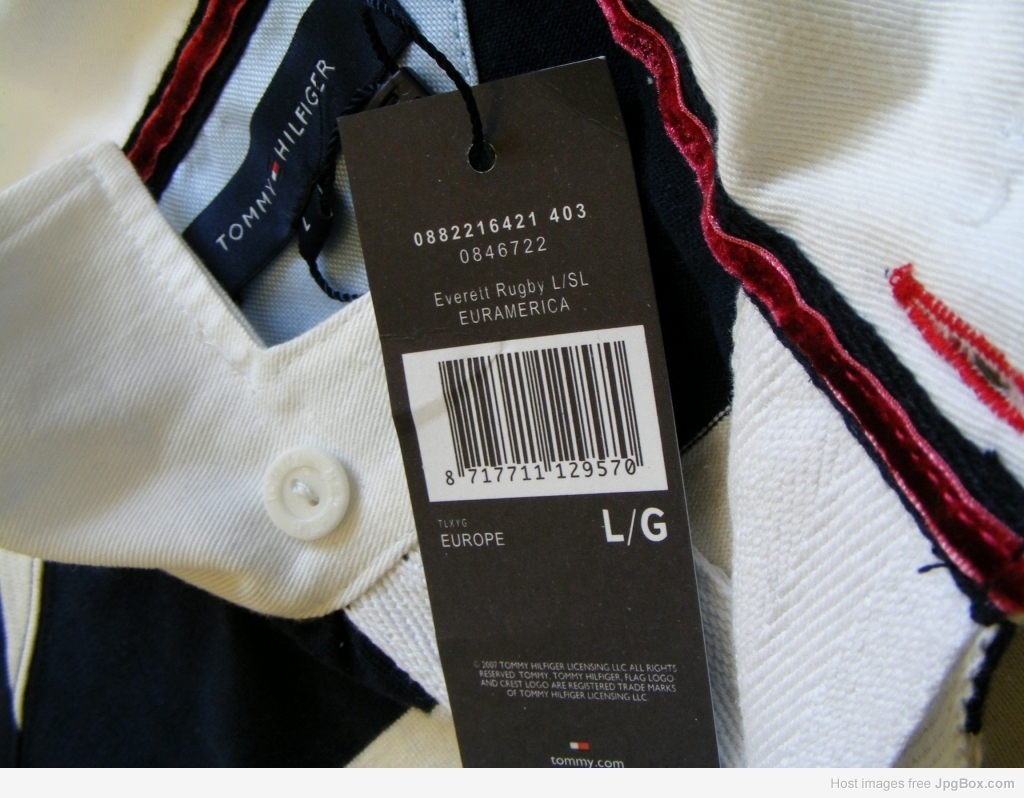 TOMMY HILFIGER
L
0882216421 403
0846722
Everett Rugby L/SL
EURAMERICA
8 717711 129570
TLKYG
EUROPE
L/G
© 2007 TOMMY HILFIGER LICENSING LLC ALL RIGHTS
RESERVED TOMMY, TOMMY HILFIGER, FLAG LOGO
AND CREST LOGO ARE REGISTERED TRADE MARKS
OF TOMMY HILFIGER LICENSING LLC
tommy.com
Host images free JpgBox.com